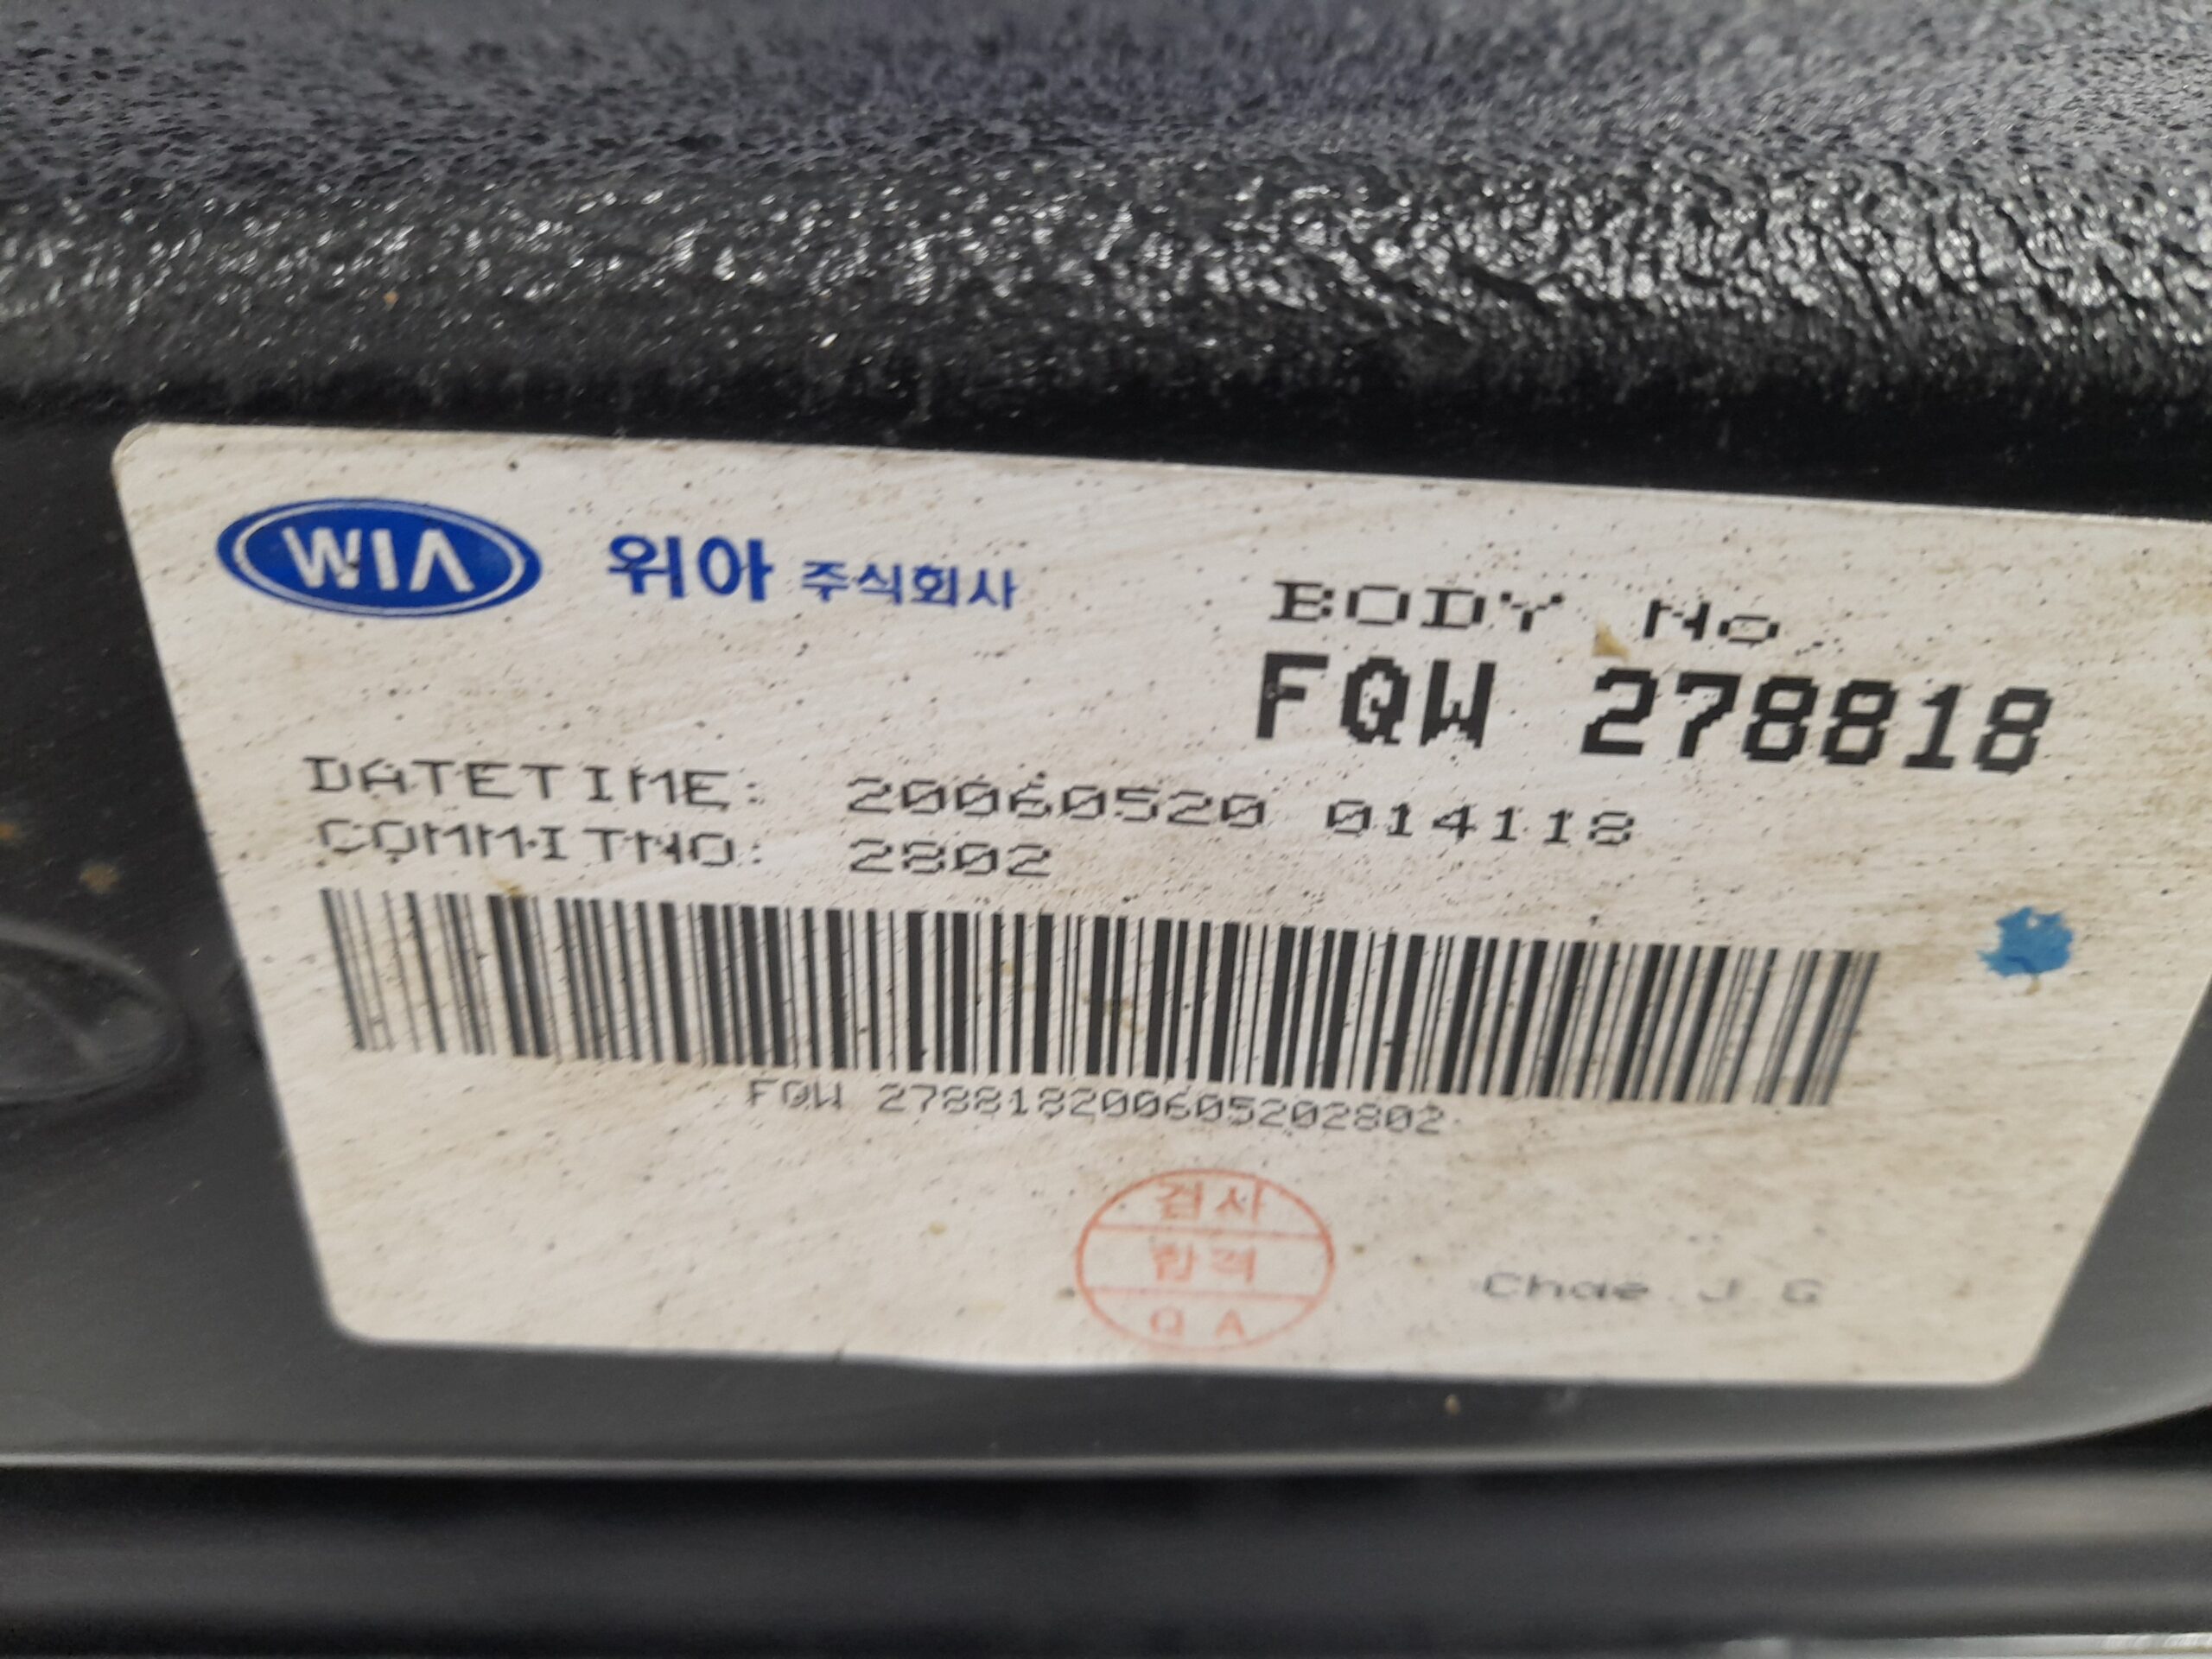 WIA 위아 주식회사
BODY No
FQW 278818
DATETIME: 20060520 014118
COMMITNO: 2802
FQW 278818200605202802
검사
합격
QA
Chae J G